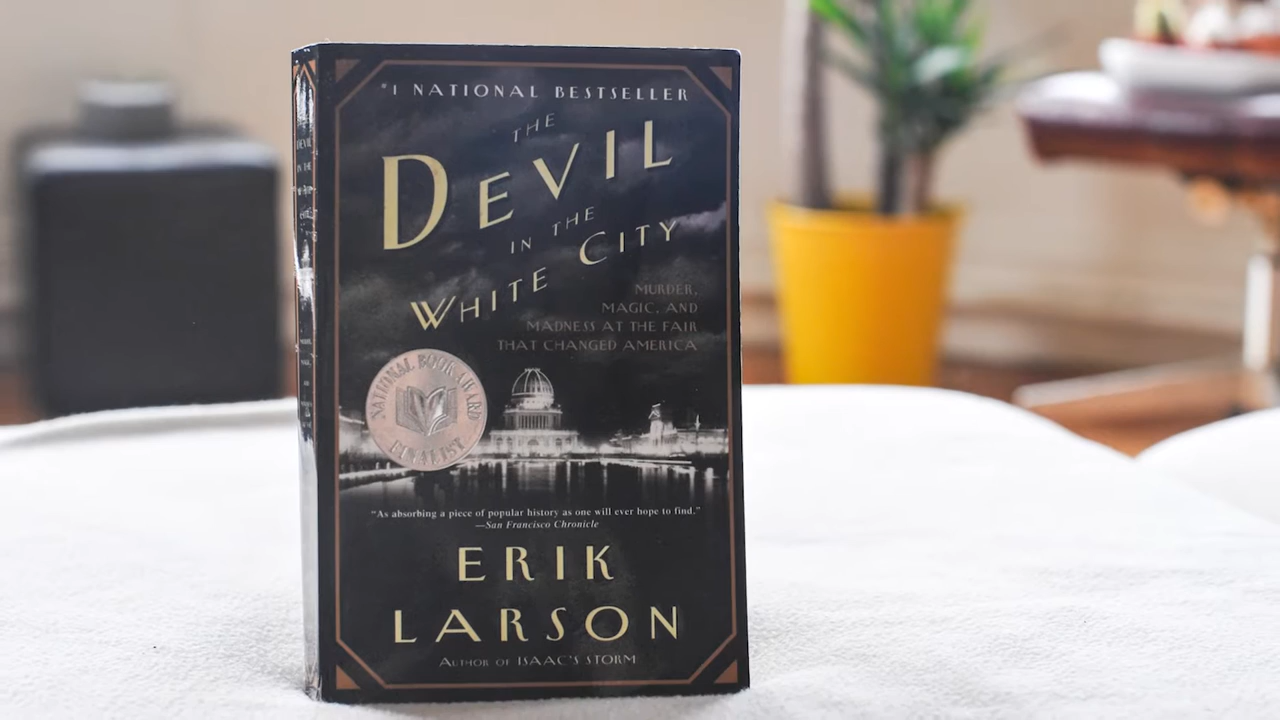 #1 NATIONAL BESTSELLER
THE
DEVIL
IN THE
WHITE CITY
MURDER,
MAGIC, AND
MADNESS AT THE FAIR
THAT CHANGED AMERICA
NATIONAL BOOK AWARD
FINALIST
“As absorbing a piece of popular history as one will ever hope to find.”
—San Francisco Chronicle
ERIK
LARSON
AUTHOR OF ISAAC'S STORM